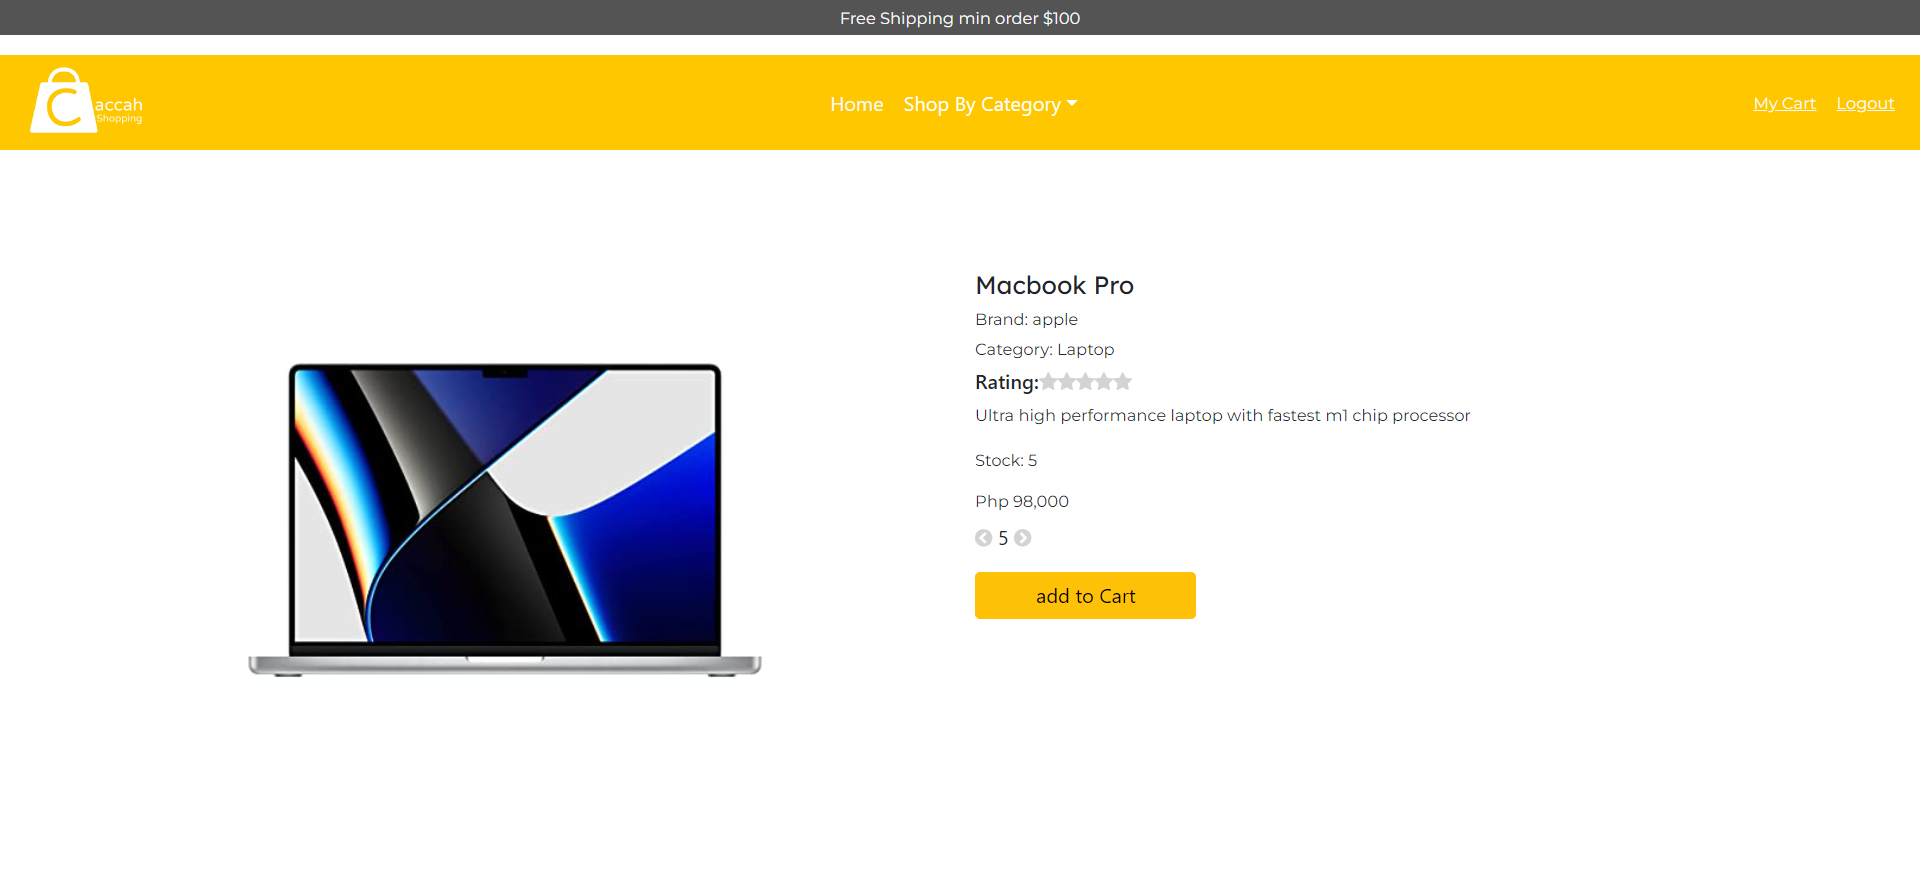 Free Shipping min order $100
C accah
Shopping
Home Shop By Category
My Cart Logout
Macbook Pro
Brand: apple
Category: Laptop
Rating:
Ultra high performance laptop with fastest m1 chip processor
Stock: 5
Php 98,000
5
add to Cart